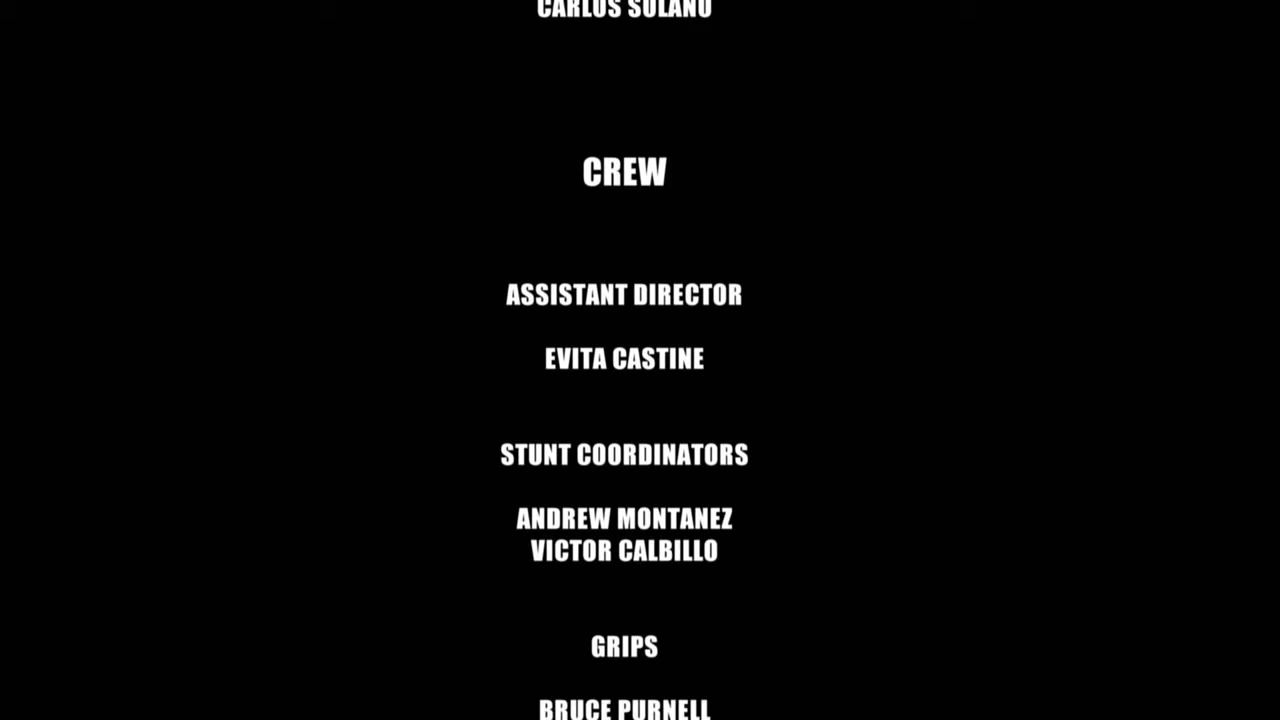 CARLOS SOLANO
CREW
ASSISTANT DIRECTOR
EVITA CASTINE
STUNT COORDINATORS
ANDREW MONTANEZ
VICTOR CALBILLO
GRIPS
BRUCE PURNELL